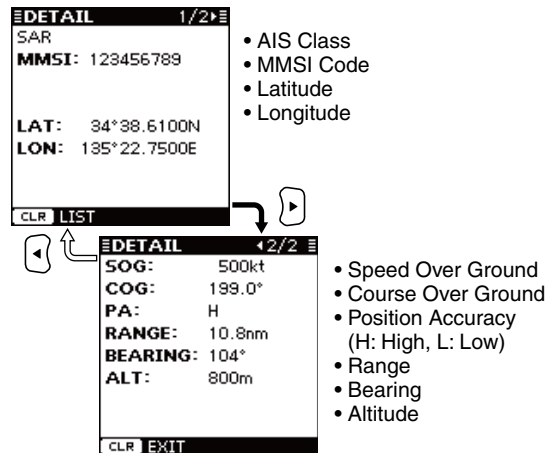 DETAIL 1/2
SAR
MMSI: 123456789
LAT: 34°38.6100N
LON: 135°22.7500E
CLR LIST
• AIS Class
• MMSI Code
• Latitude
• Longitude
DETAIL 2/2
SOG: 500kt
COG: 199.0°
PA: H
RANGE: 10.8nm
BEARING: 104°
ALT: 800m
CLR EXIT
• Speed Over Ground
• Course Over Ground
• Position Accuracy
(H: High, L: Low)
• Range
• Bearing
• Altitude